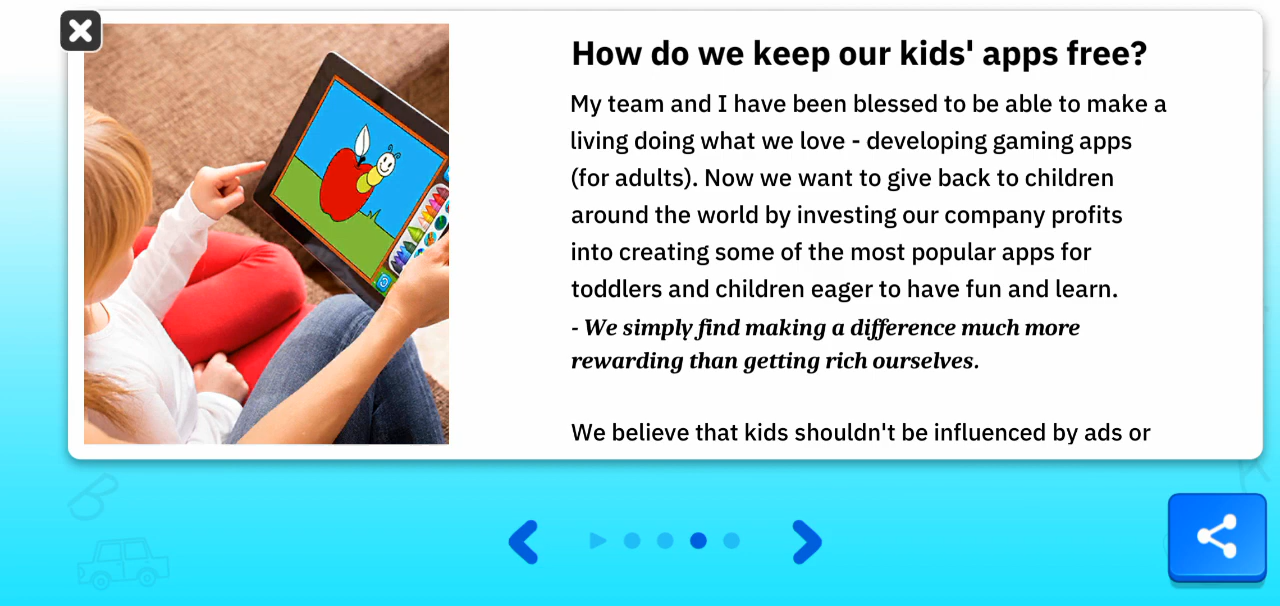 How do we keep our kids' apps free?
My team and I have been blessed to be able to make a
living doing what we love - developing gaming apps
(for adults). Now we want to give back to children
around the world by investing our company profits
into creating some of the most popular apps for
toddlers and children eager to have fun and learn.
- We simply find making a difference much more
rewarding than getting rich ourselves.
We believe that kids shouldn't be influenced by ads or